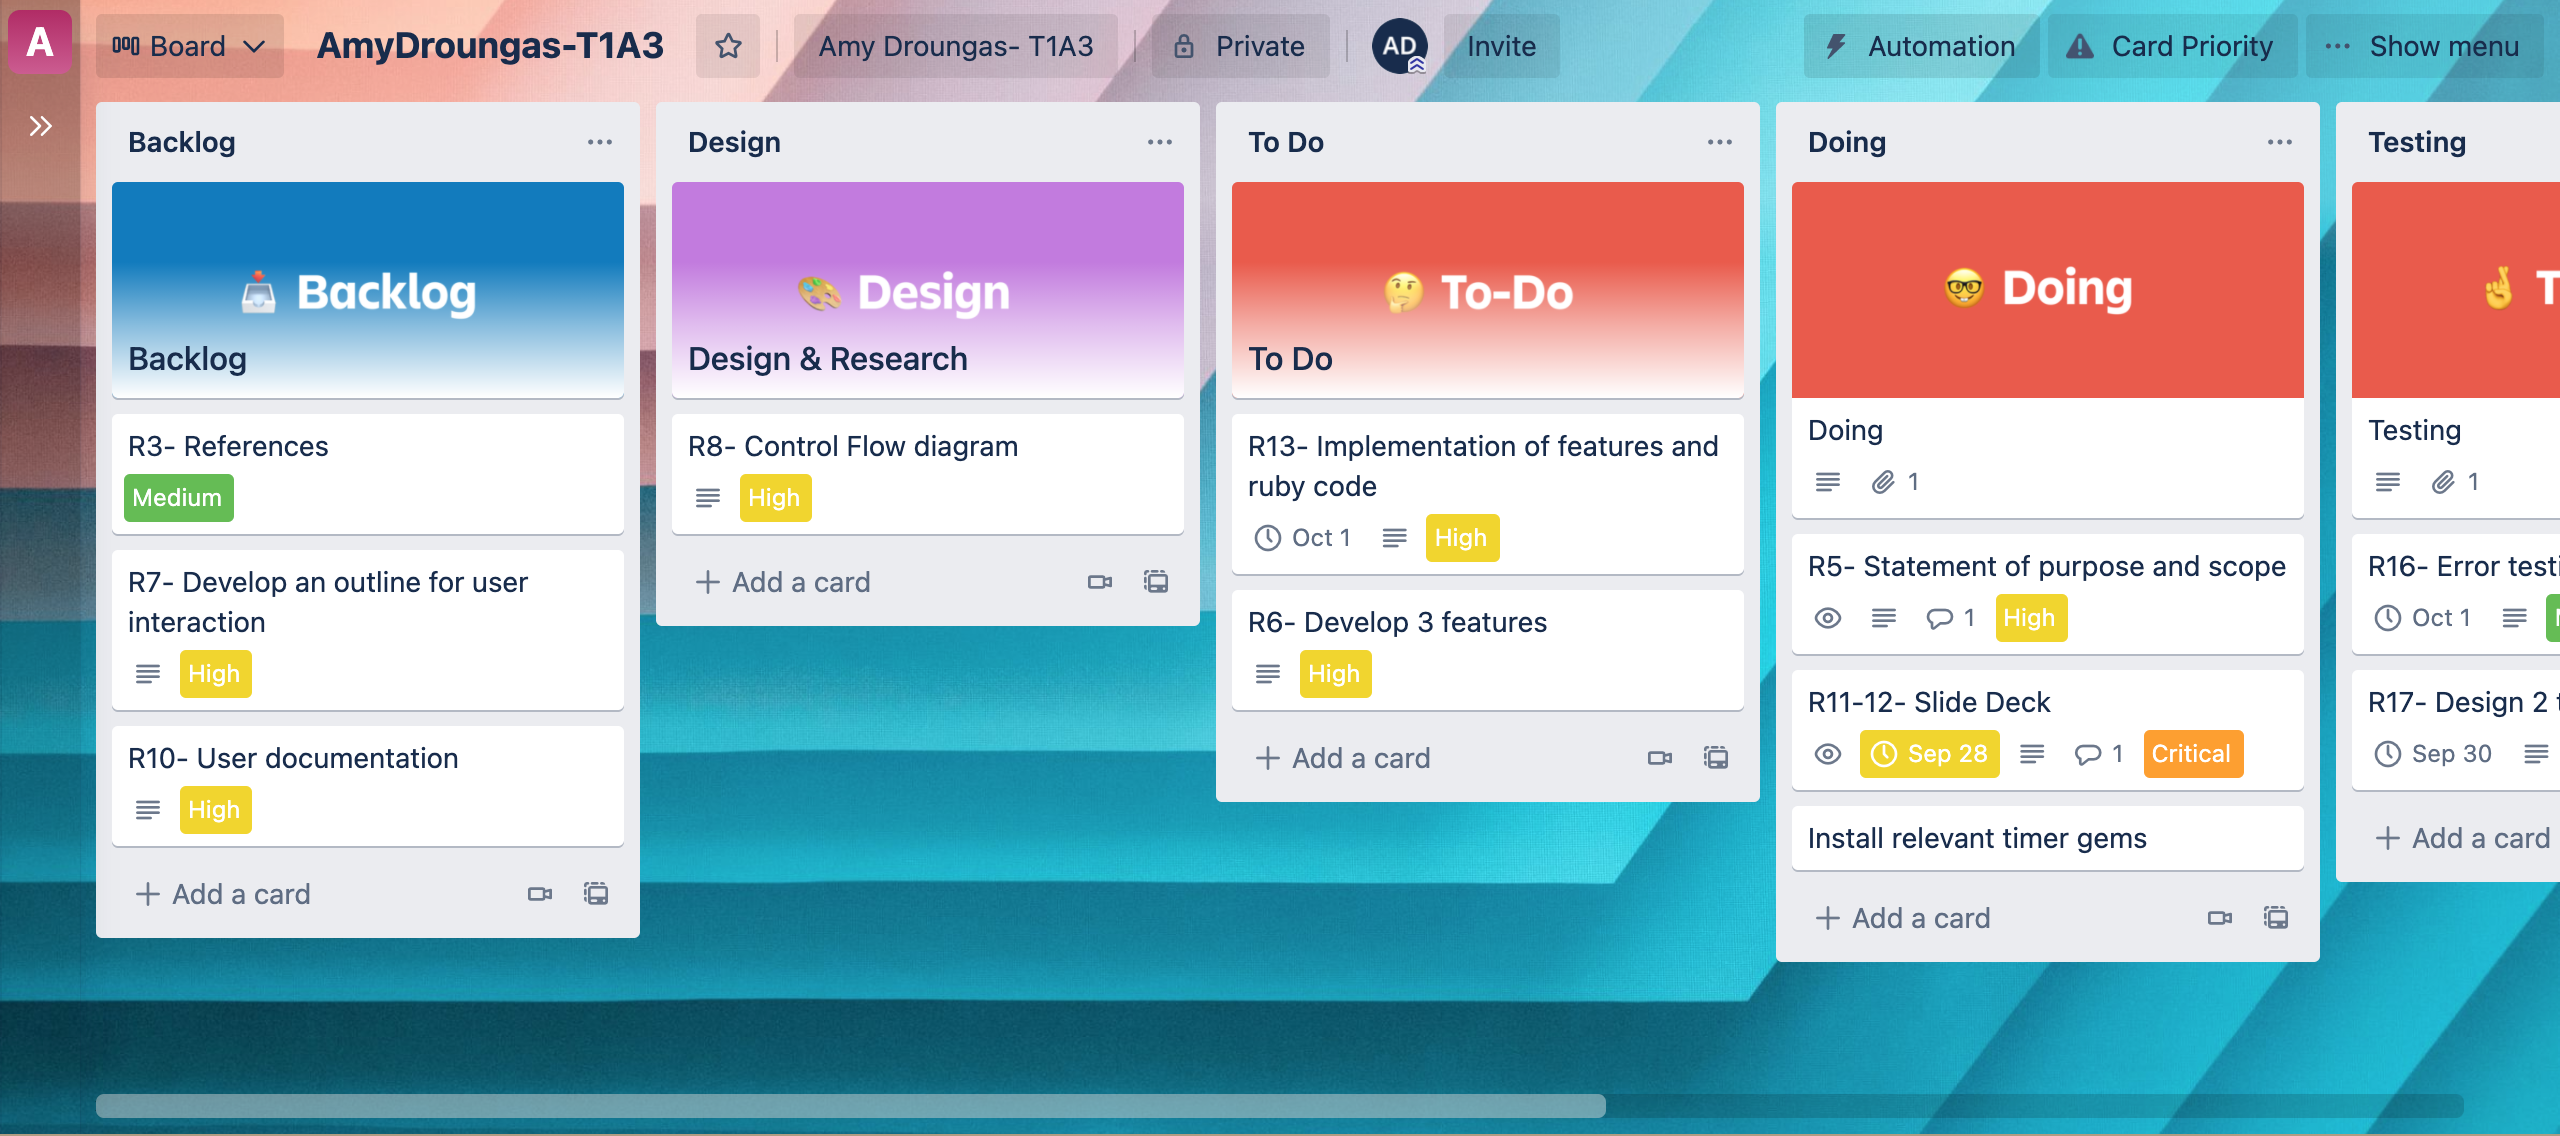 A
Board
AmyDroungas-T1A3
Amy Droungas- T1A3
Private
AD
Invite
Automation
Card Priority
Show menu
Backlog
Backlog
Backlog
R3- References
Medium
R7- Develop an outline for user
interaction
High
R10- User documentation
High
Add a card
Design
Design
Design & Research
R8- Control Flow diagram
High
Add a card
To Do
To-Do
To Do
R13- Implementation of features and
ruby code
Oct 1
High
R6- Develop 3 features
High
Add a card
Doing
Doing
Doing
1
R5- Statement of purpose and scope
1
High
R11-12- Slide Deck
Sep 28
1
Critical
Install relevant timer gems
Add a card
Testing
T
Testing
1
R16- Error testi
Oct 1
R17- Design 2
Sep 30
Add a card